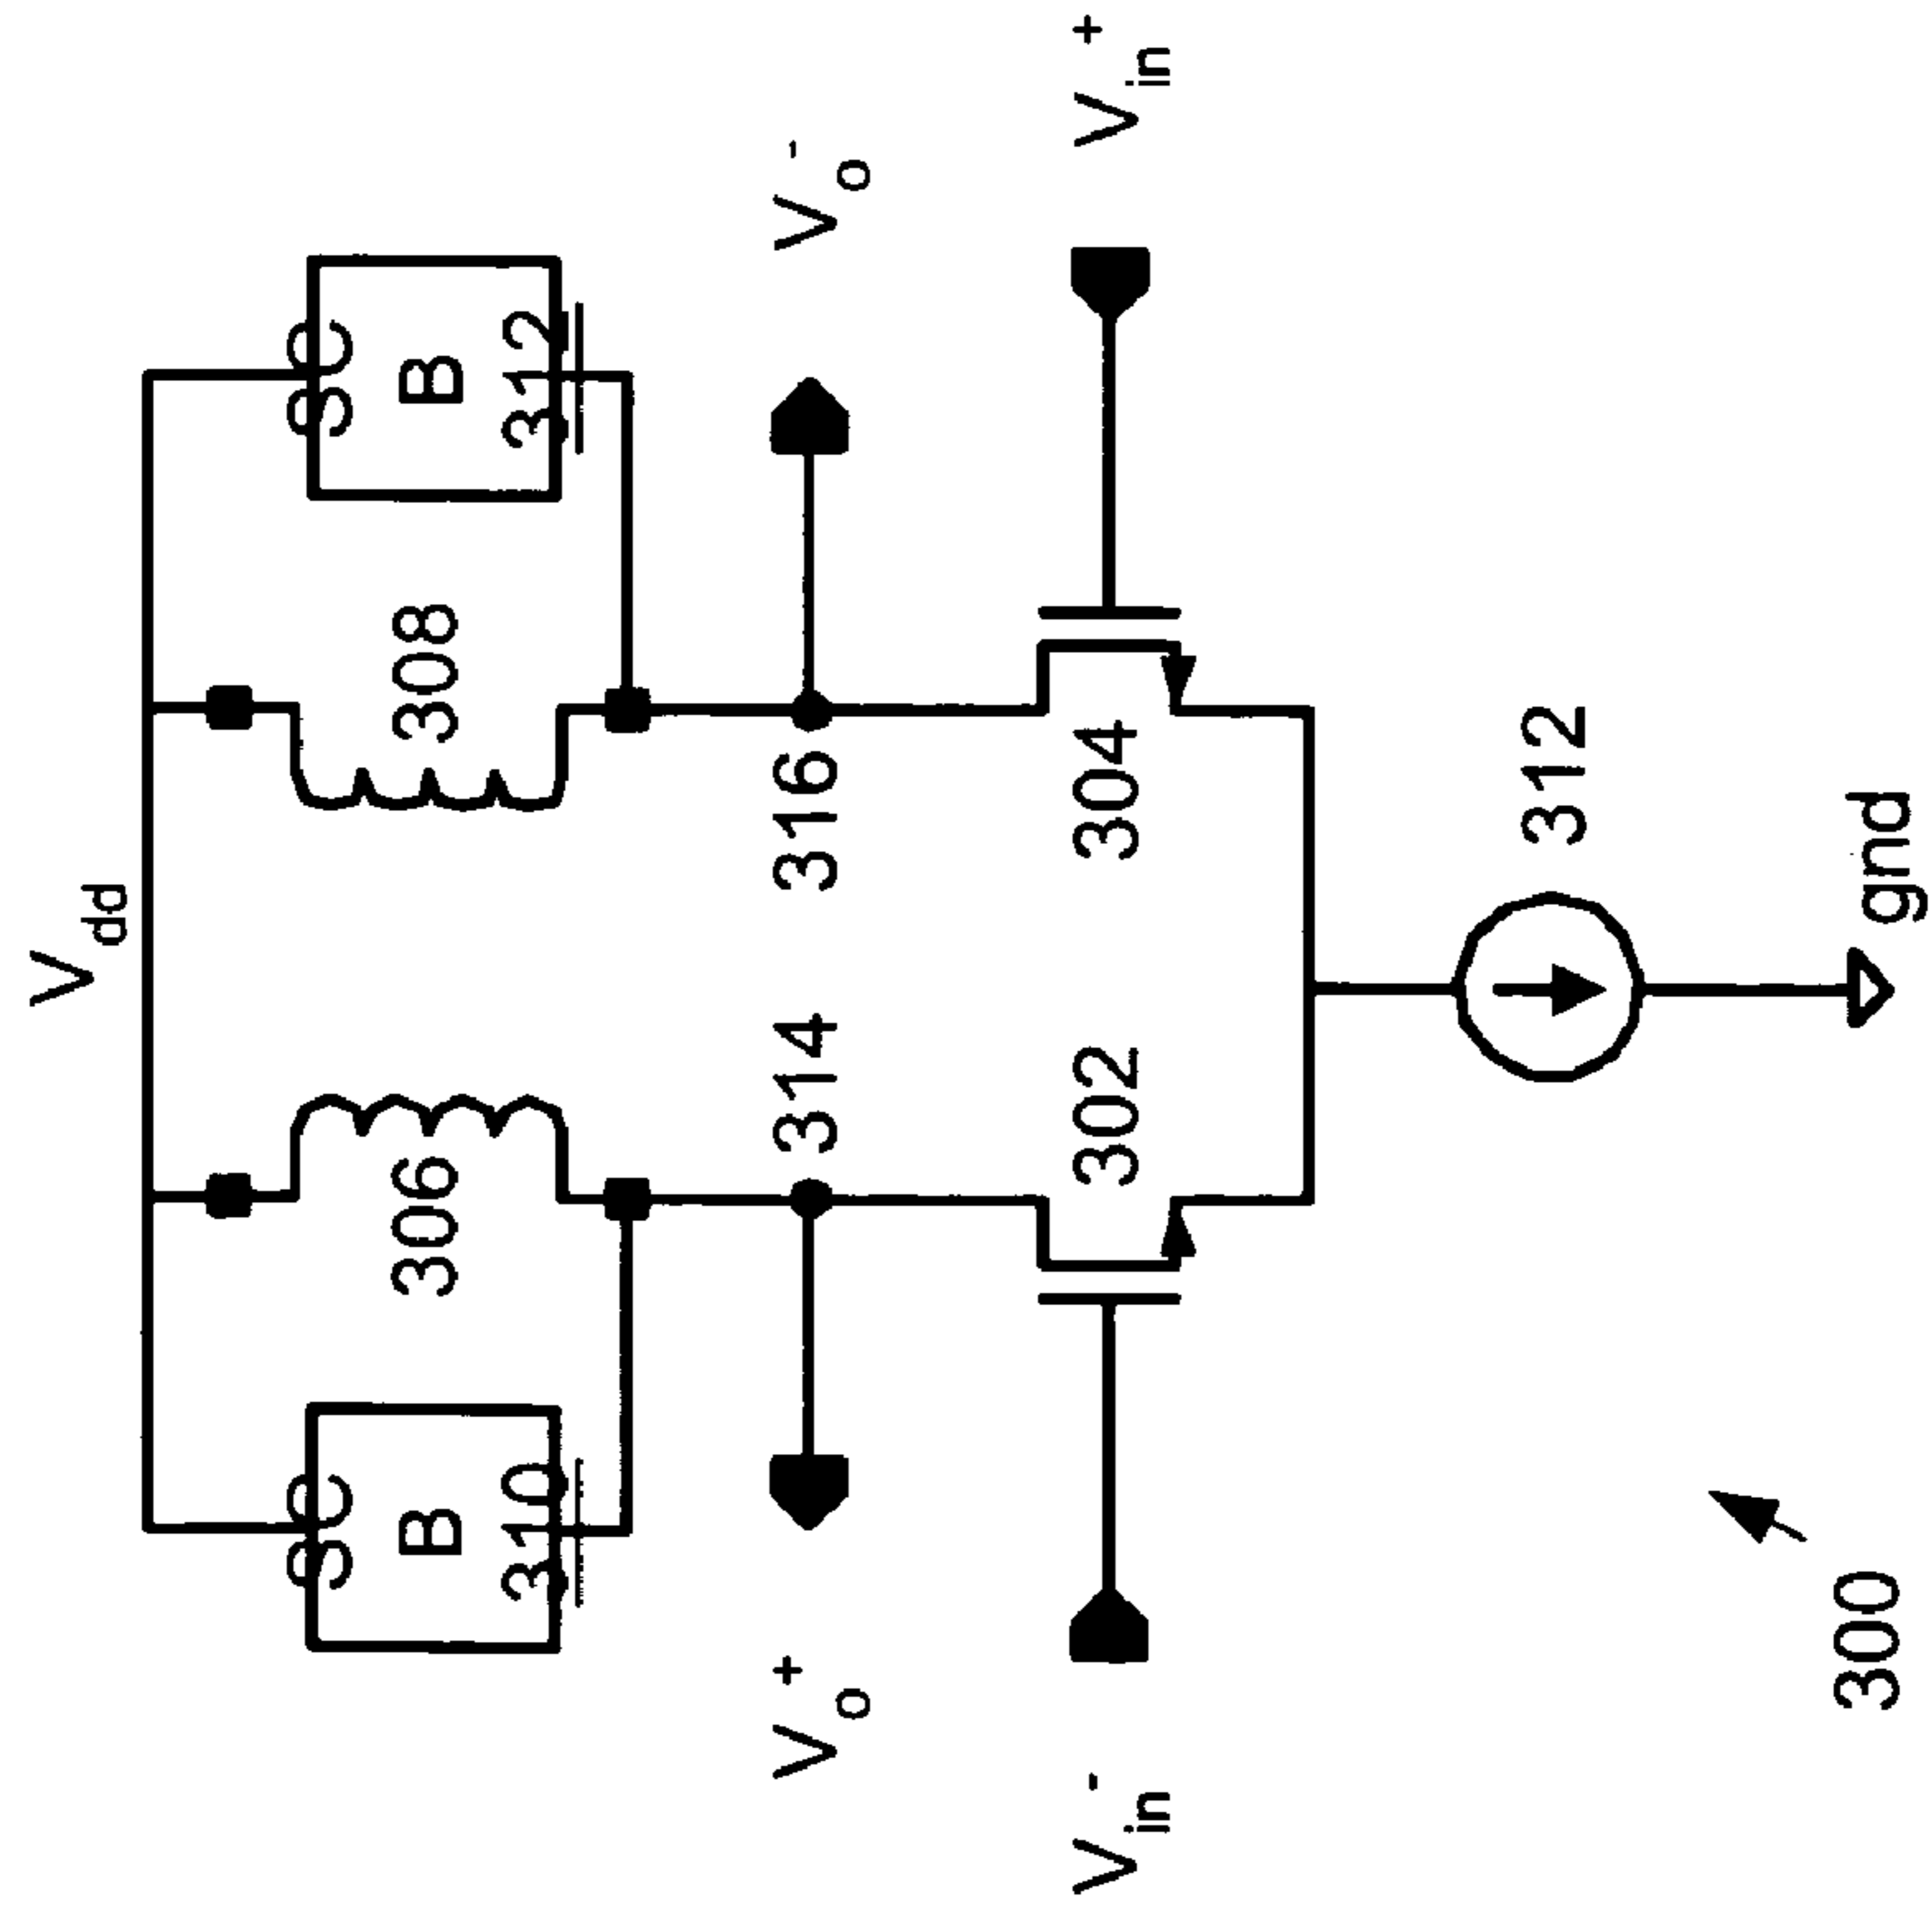 V_dd
SC
B
310
306
308
SC
B
312
V_o^+
314
316
V_o^-
V_in^-
302
304
V_in^+
312
gnd
300